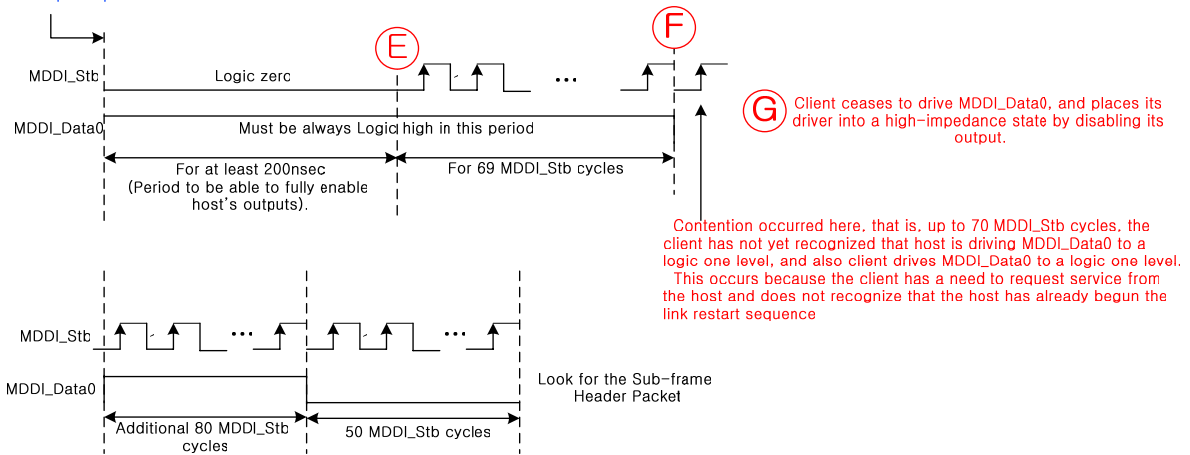 E
F
MDDI_Stb
Logic zero
•••
MDDI_Data0
Must be always Logic high in this period
For at least 200nsec
(Period to be able to fully enable
host's outputs).
For 69 MDDI_Stb cycles
G
Client ceases to drive MDDI_Data0, and places its
driver into a high-impedance state by disabling its
output.
Contention occurred here, that is, up to 70 MDDI_Stb cycles, the
client has not yet recognized that host is driving MDDI_Data0 to a
logic one level, and also client drives MDDI_Data0 to a logic one level.
This occurs because the client has a need to request service from
the host and does not recognize that the host has already begun the
link restart sequence
MDDI_Stb
•••
•••
MDDI_Data0
Additional 80 MDDI_Stb
cycles
50 MDDI_Stb cycles
Look for the Sub-frame
Header Packet